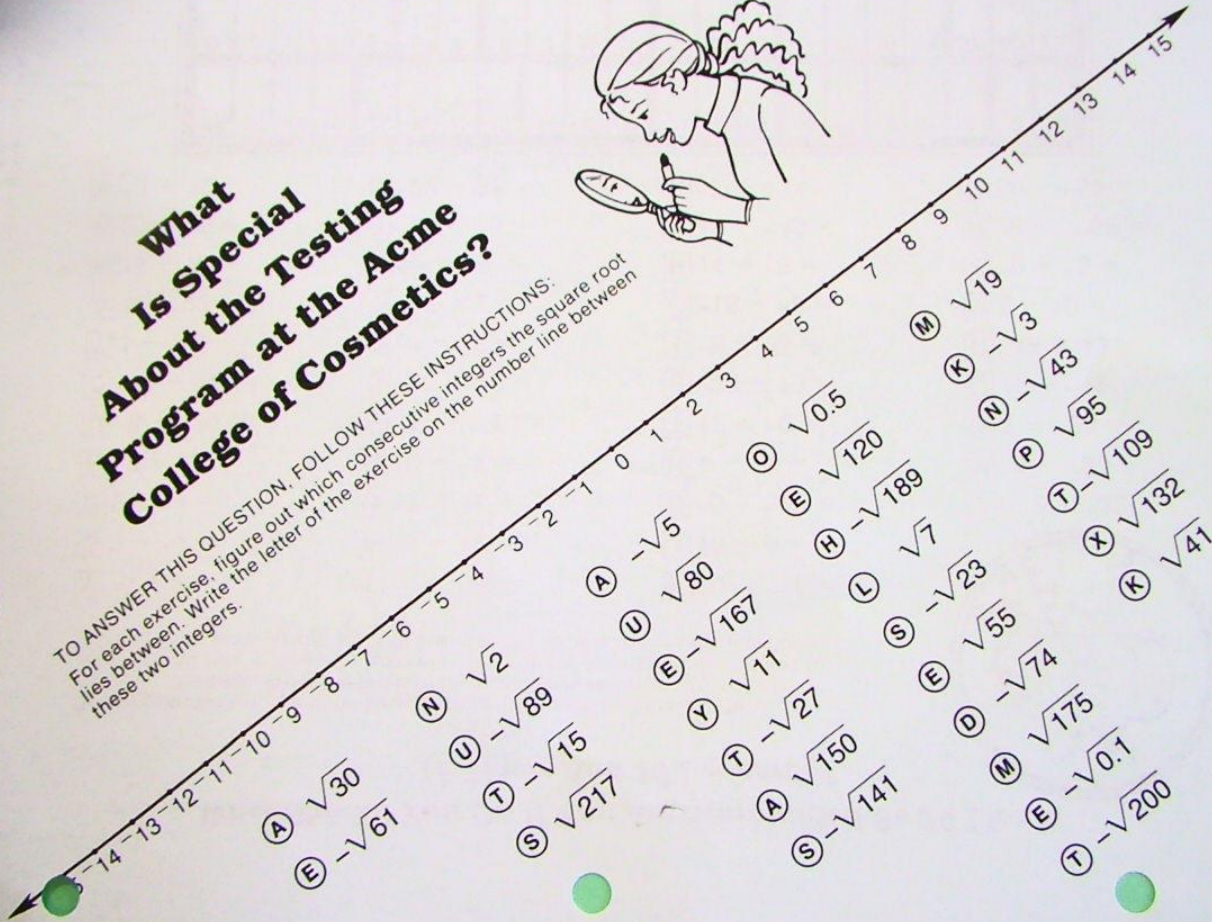 What
Is Special
About the Testing
Program at the Acme
College of Cosmetics?
TO ANSWER THIS QUESTION, FOLLOW THESE INSTRUCTIONS:
For each exercise, figure out which consecutive integers the square root
lies between. Write the letter of the exercise on the number line between
these two integers.
-14 -13 -12 -11 -10 -9 -8 -7 -6 -5 -4 -3 -2 -1 0 1 2 3 4 5 6 7 8 9 10 11 12 13 14 15
A √30
E -√61
N √2
U -√89
T -√15
S √217
A -√5
U √80
E -√167
Y √11
T -√27
A √150
S -√141
O √0.5
E √120
H -√189
L √7
S -√23
E √55
D -√74
M √175
E -√0.1
T -√200
M √19
K -√3
N -√43
P √95
T -√109
X √132
K √41